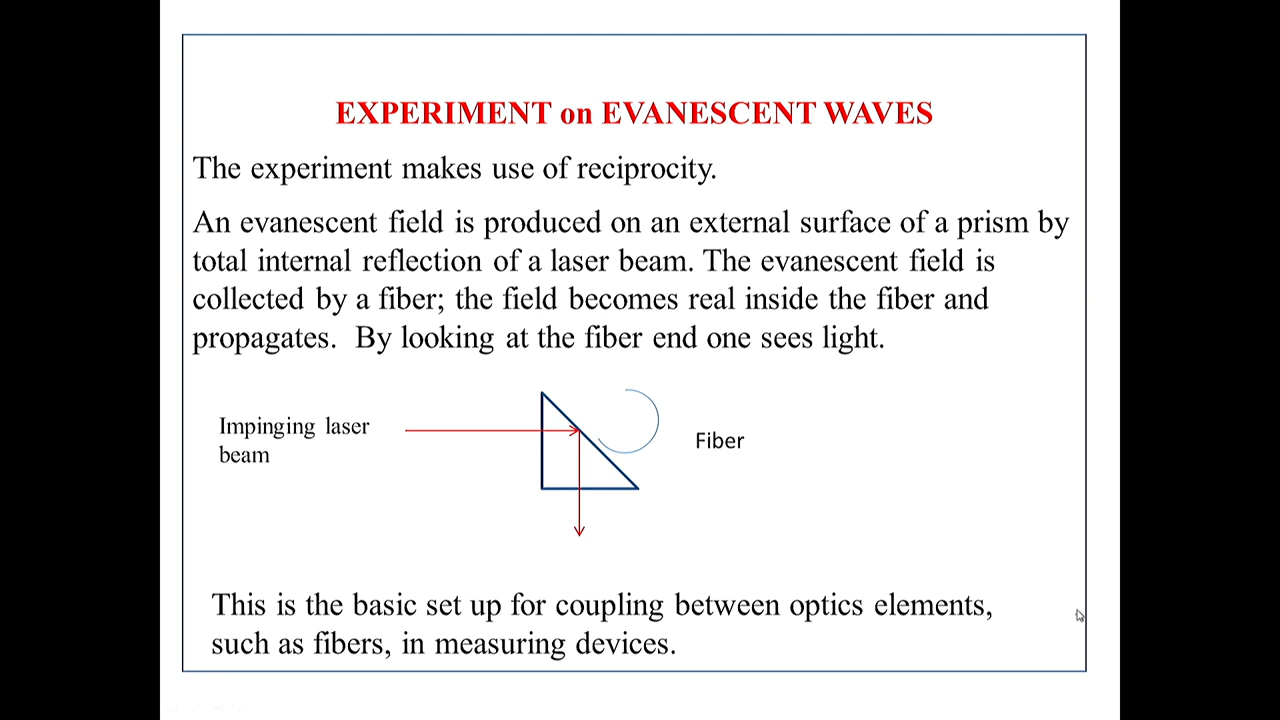 EXPERIMENT on EVANESCENT WAVES
The experiment makes use of reciprocity.
An evanescent field is produced on an external surface of a prism by
total internal reflection of a laser beam. The evanescent field is
collected by a fiber; the field becomes real inside the fiber and
propagates.  By looking at the fiber end one sees light.
Impinging laser
beam
Fiber
This is the basic set up for coupling between optics elements,
such as fibers, in measuring devices.